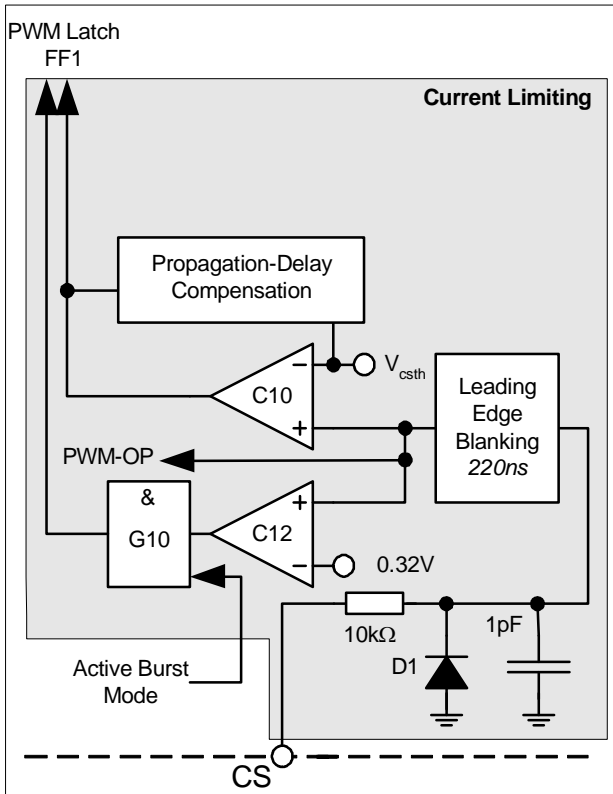 PWM Latch
FF1
Current Limiting
Propagation-Delay
Compensation
Vcsth
C10
Leading
Edge
Blanking
220ns
PWM-OP
&
G10
C12
0.32V
10kΩ
1pF
D1
Active Burst
Mode
CS